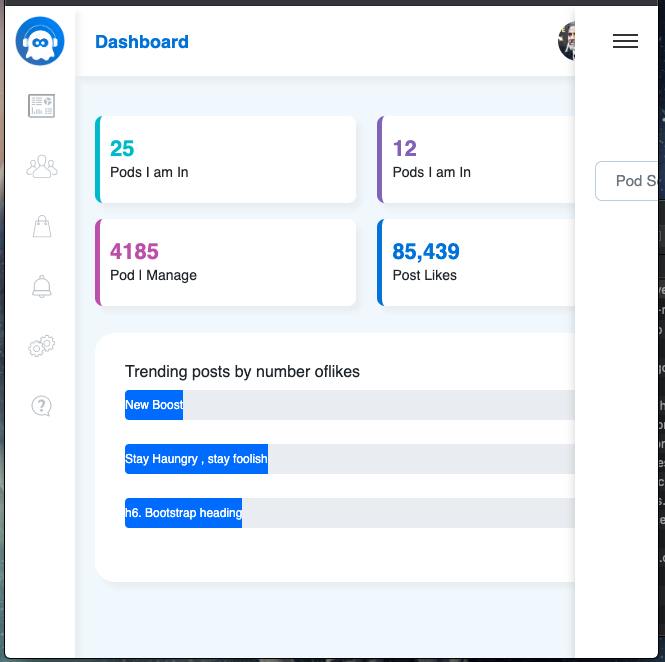 Dashboard
25
Pods I am In
12
Pods I am In
Pod S
4185
Pod I Manage
85,439
Post Likes
Trending posts by number oflikes
New Boost
Stay Haungry , stay foolish
h6. Bootstrap heading